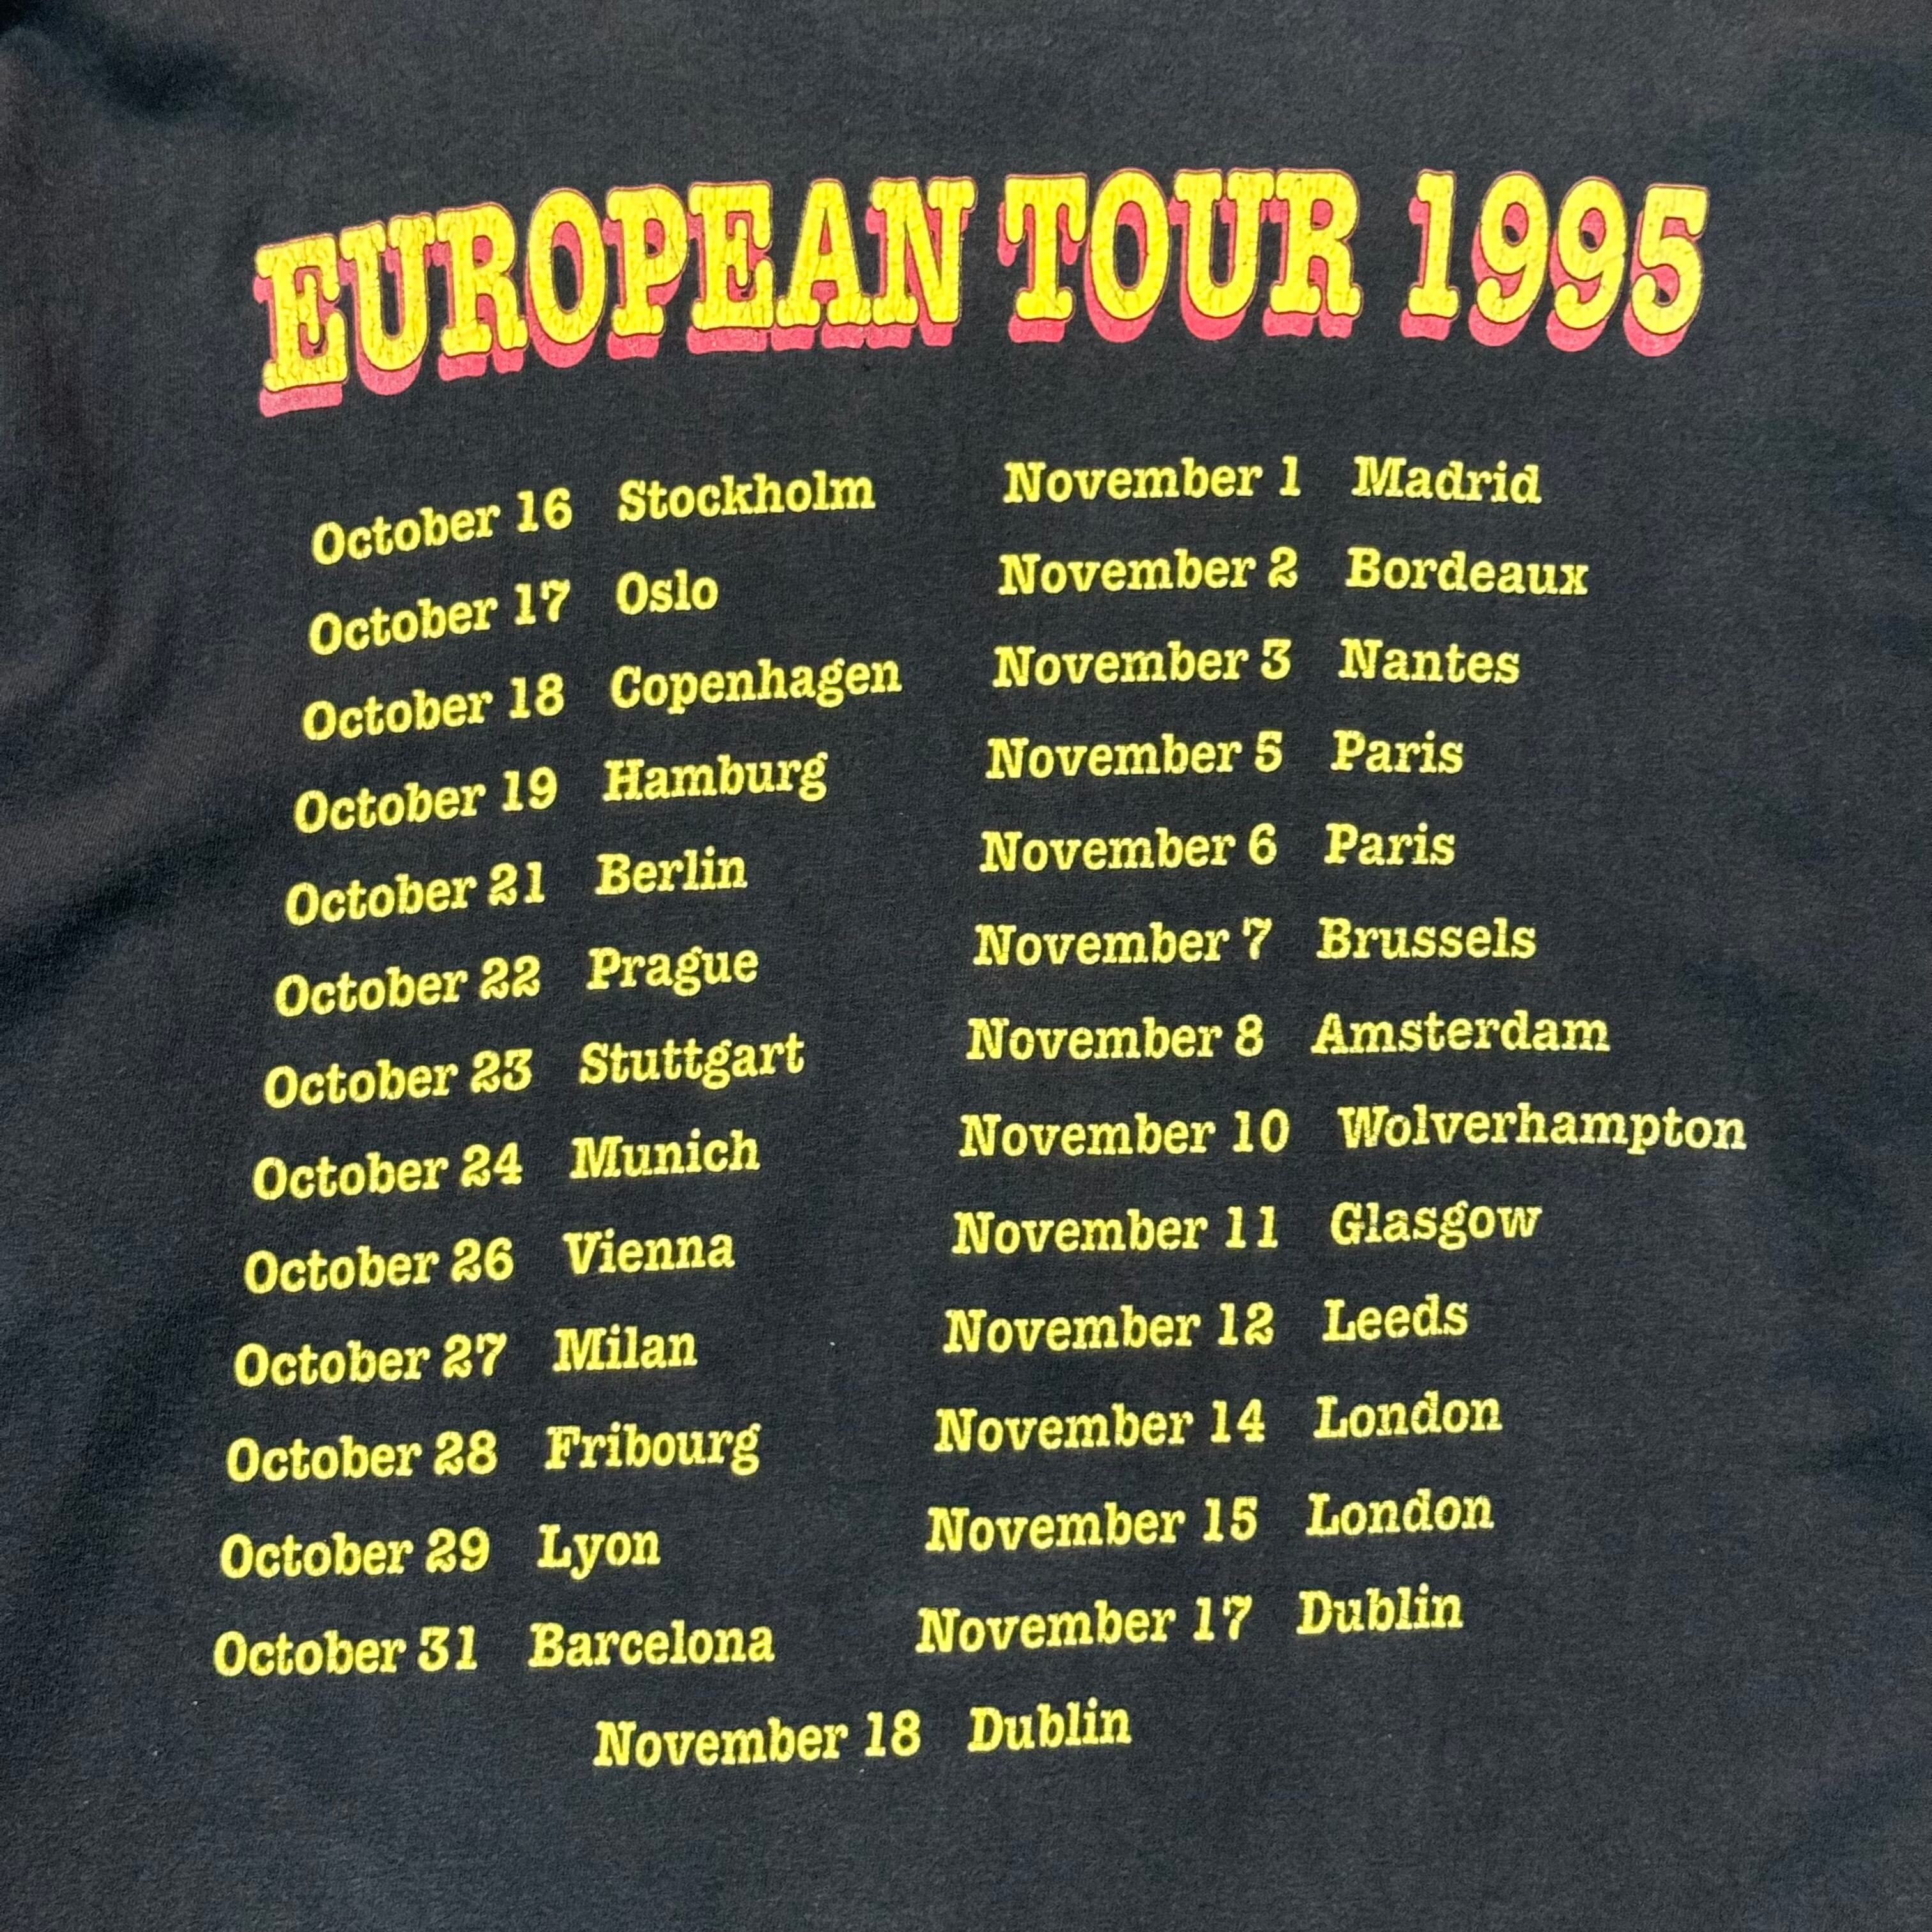 EUROPEAN TOUR 1995
October 16 Stockholm
October 17 Oslo
October 18 Copenhagen
October 19 Hamburg
October 21 Berlin
October 22 Prague
October 23 Stuttgart
October 24 Munich
October 26 Vienna
October 27 Milan
October 28 Fribourg
October 29 Lyon
October 31 Barcelona
November 1 Madrid
November 2 Bordeaux
November 3 Nantes
November 5 Paris
November 6 Paris
November 7 Brussels
November 8 Amsterdam
November 10 Wolverhampton
November 11 Glasgow
November 12 Leeds
November 14 London
November 15 London
November 17 Dublin
November 18 Dublin